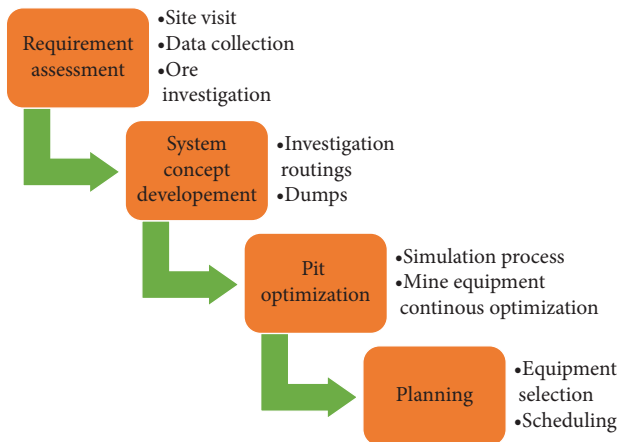 Requirement
assessment
•Site visit
•Data collection
•Ore
investigation
System
concept
developement
•Investigation
routings
•Dumps
Pit
optimization
•Simulation process
•Mine equipment
continous optimization
Planning
•Equipment
selection
•Scheduling